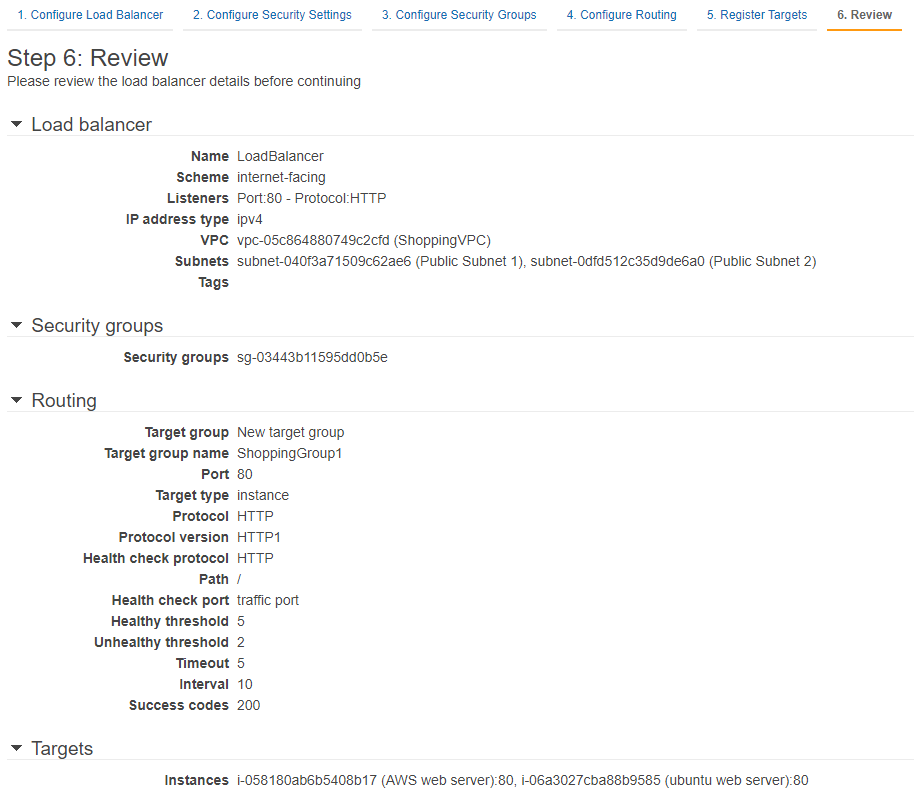 1. Configure Load Balancer 2. Configure Security Settings 3. Configure Security Groups 4. Configure Routing 5. Register Targets 6. Review
Step 6: Review
Please review the load balancer details before continuing
Load balancer
Name LoadBalancer
Scheme internet-facing
Listeners Port:80 - Protocol:HTTP
IP address type ipv4
VPC vpc-05c864880749c2cfd (ShoppingVPC)
Subnets subnet-040f3a71509c62ae6 (Public Subnet 1), subnet-0dfd512c35d9de6a0 (Public Subnet 2)
Tags
Security groups
Security groups sg-03443b11595dd0b5e
Routing
Target group New target group
Target group name ShoppingGroup1
Port 80
Target type instance
Protocol HTTP
Protocol version HTTP1
Health check protocol HTTP
Path /
Health check port traffic port
Healthy threshold 5
Unhealthy threshold 2
Timeout 5
Interval 10
Success codes 200
Targets
Instances i-058180ab6b5408b17 (AWS web server):80, i-06a3027cba88b9585 (ubuntu web server):80